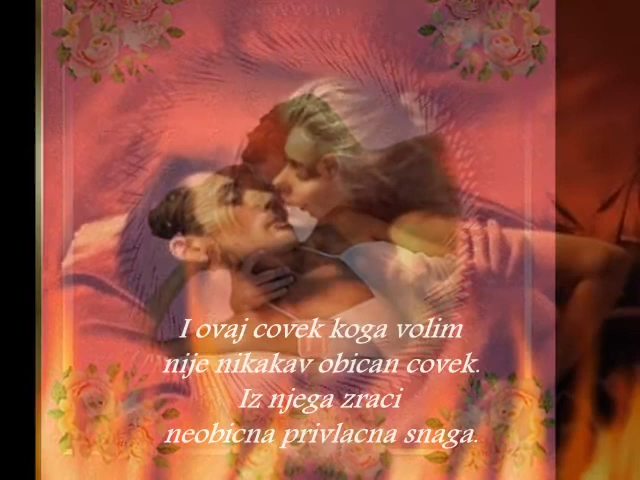 I ovaj covek koga volim
nije nikakav obican covek.
Iz njega zraci
neobicna privlacna snaga.